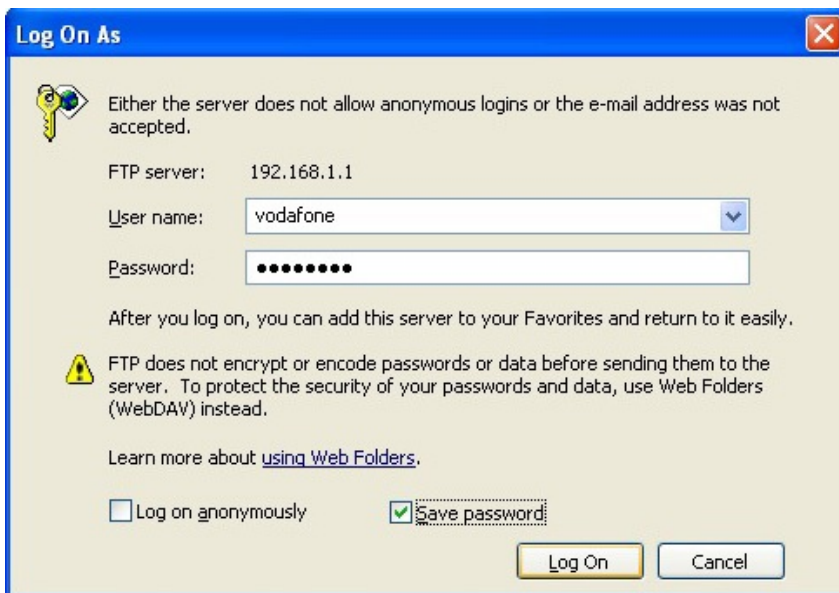 Log On As
Either the server does not allow anonymous logins or the e-mail address was not
accepted.
FTP server: 192.168.1.1
User name: vodafone
Password: ••••••••
After you log on, you can add this server to your Favorites and return to it easily.
FTP does not encrypt or encode passwords or data before sending them to the
server. To protect the security of your passwords and data, use Web Folders
(WebDAV) instead.
Learn more about using Web Folders.
Log on anonymously Save password
Log On Cancel